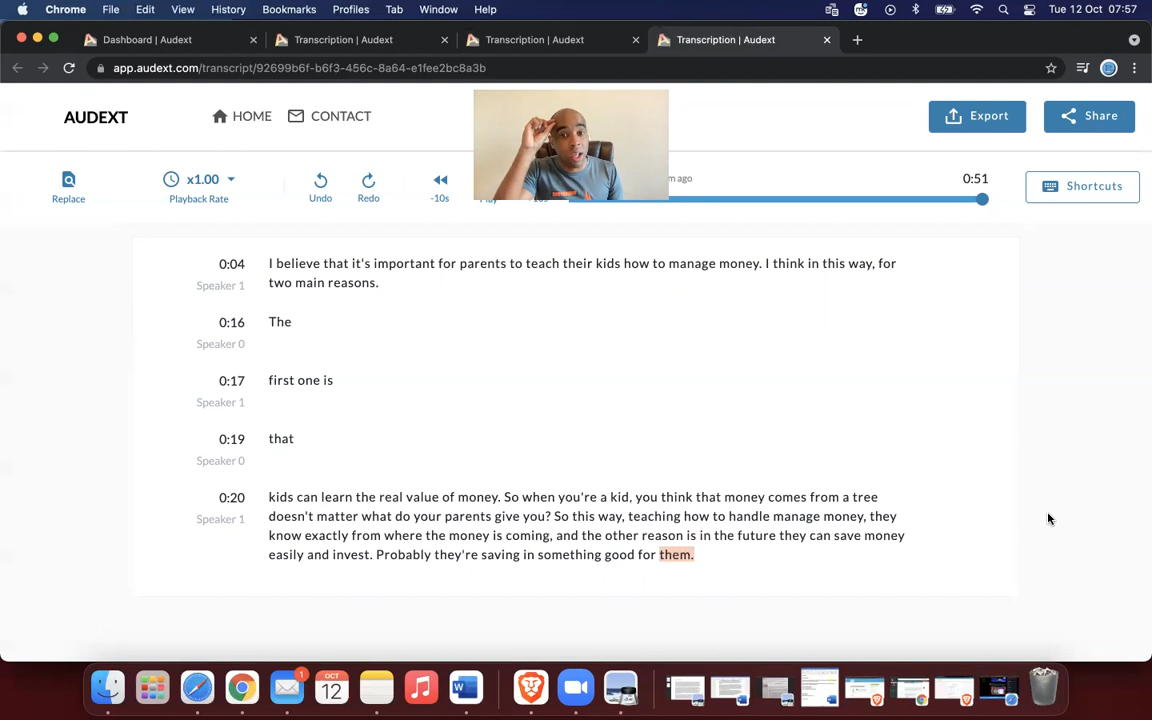 Chrome File Edit View History Bookmarks Profiles Tab Window Help Tue 12 Oct 07:57
Dashboard | Audext Transcription | Audext Transcription | Audext Transcription | Audext
app.audext.com/transcript/92699b6f-b6f3-456c-8a64-e1fee2bc8a3b
AUDEXT HOME CONTACT Export Share
Replace x1.00 Playback Rate Undo Redo -10s m ago 0:51 Shortcuts
0:04 I believe that it's important for parents to teach their kids how to manage money. I think in this way, for
Speaker 1 two main reasons.
0:16 The
Speaker 0
0:17 first one is
Speaker 1
0:19 that
Speaker 0
0:20 kids can learn the real value of money. So when you're a kid, you think that money comes from a tree
Speaker 1 doesn't matter what do your parents give you? So this way, teaching how to handle manage money, they
know exactly from where the money is coming, and the other reason is in the future they can save money
easily and invest. Probably they're saving in something good for them.
OCT
12
1